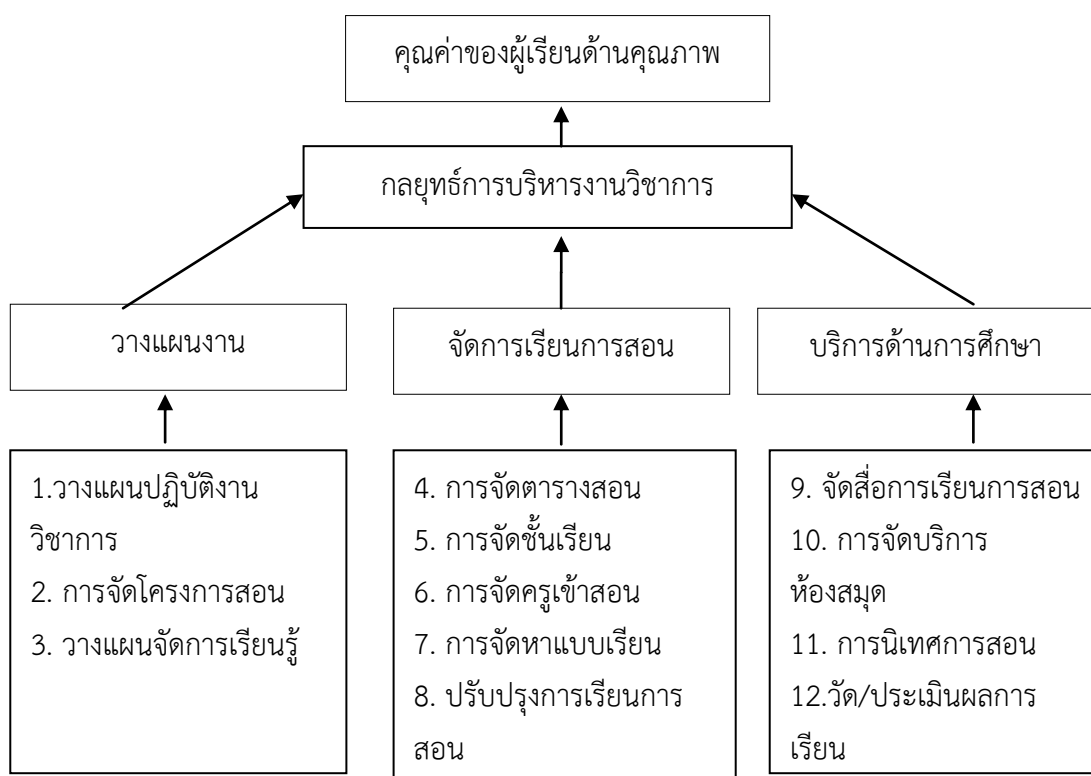 คุณค่าของผู้เรียนด้านคุณภาพ
กลยุทธ์การบริหารงานวิชาการ
วางแผนงาน
จัดการเรียนการสอน
บริการด้านการศึกษา
1.วางแผนปฏิบัติงาน
วิชาการ
2. การจัดโครงการสอน
3. วางแผนจัดการเรียนรู้
4. การจัดตารางสอน
5. การจัดชั้นเรียน
6. การจัดครูเข้าสอน
7. การจัดหาแบบเรียน
8. ปรับปรุงการเรียนการ
สอน
9. จัดสื่อการเรียนการสอน
10. การจัดบริการ
ห้องสมุด
11. การนิเทศการสอน
12.วัด/ประเมินผลการ
เรียน